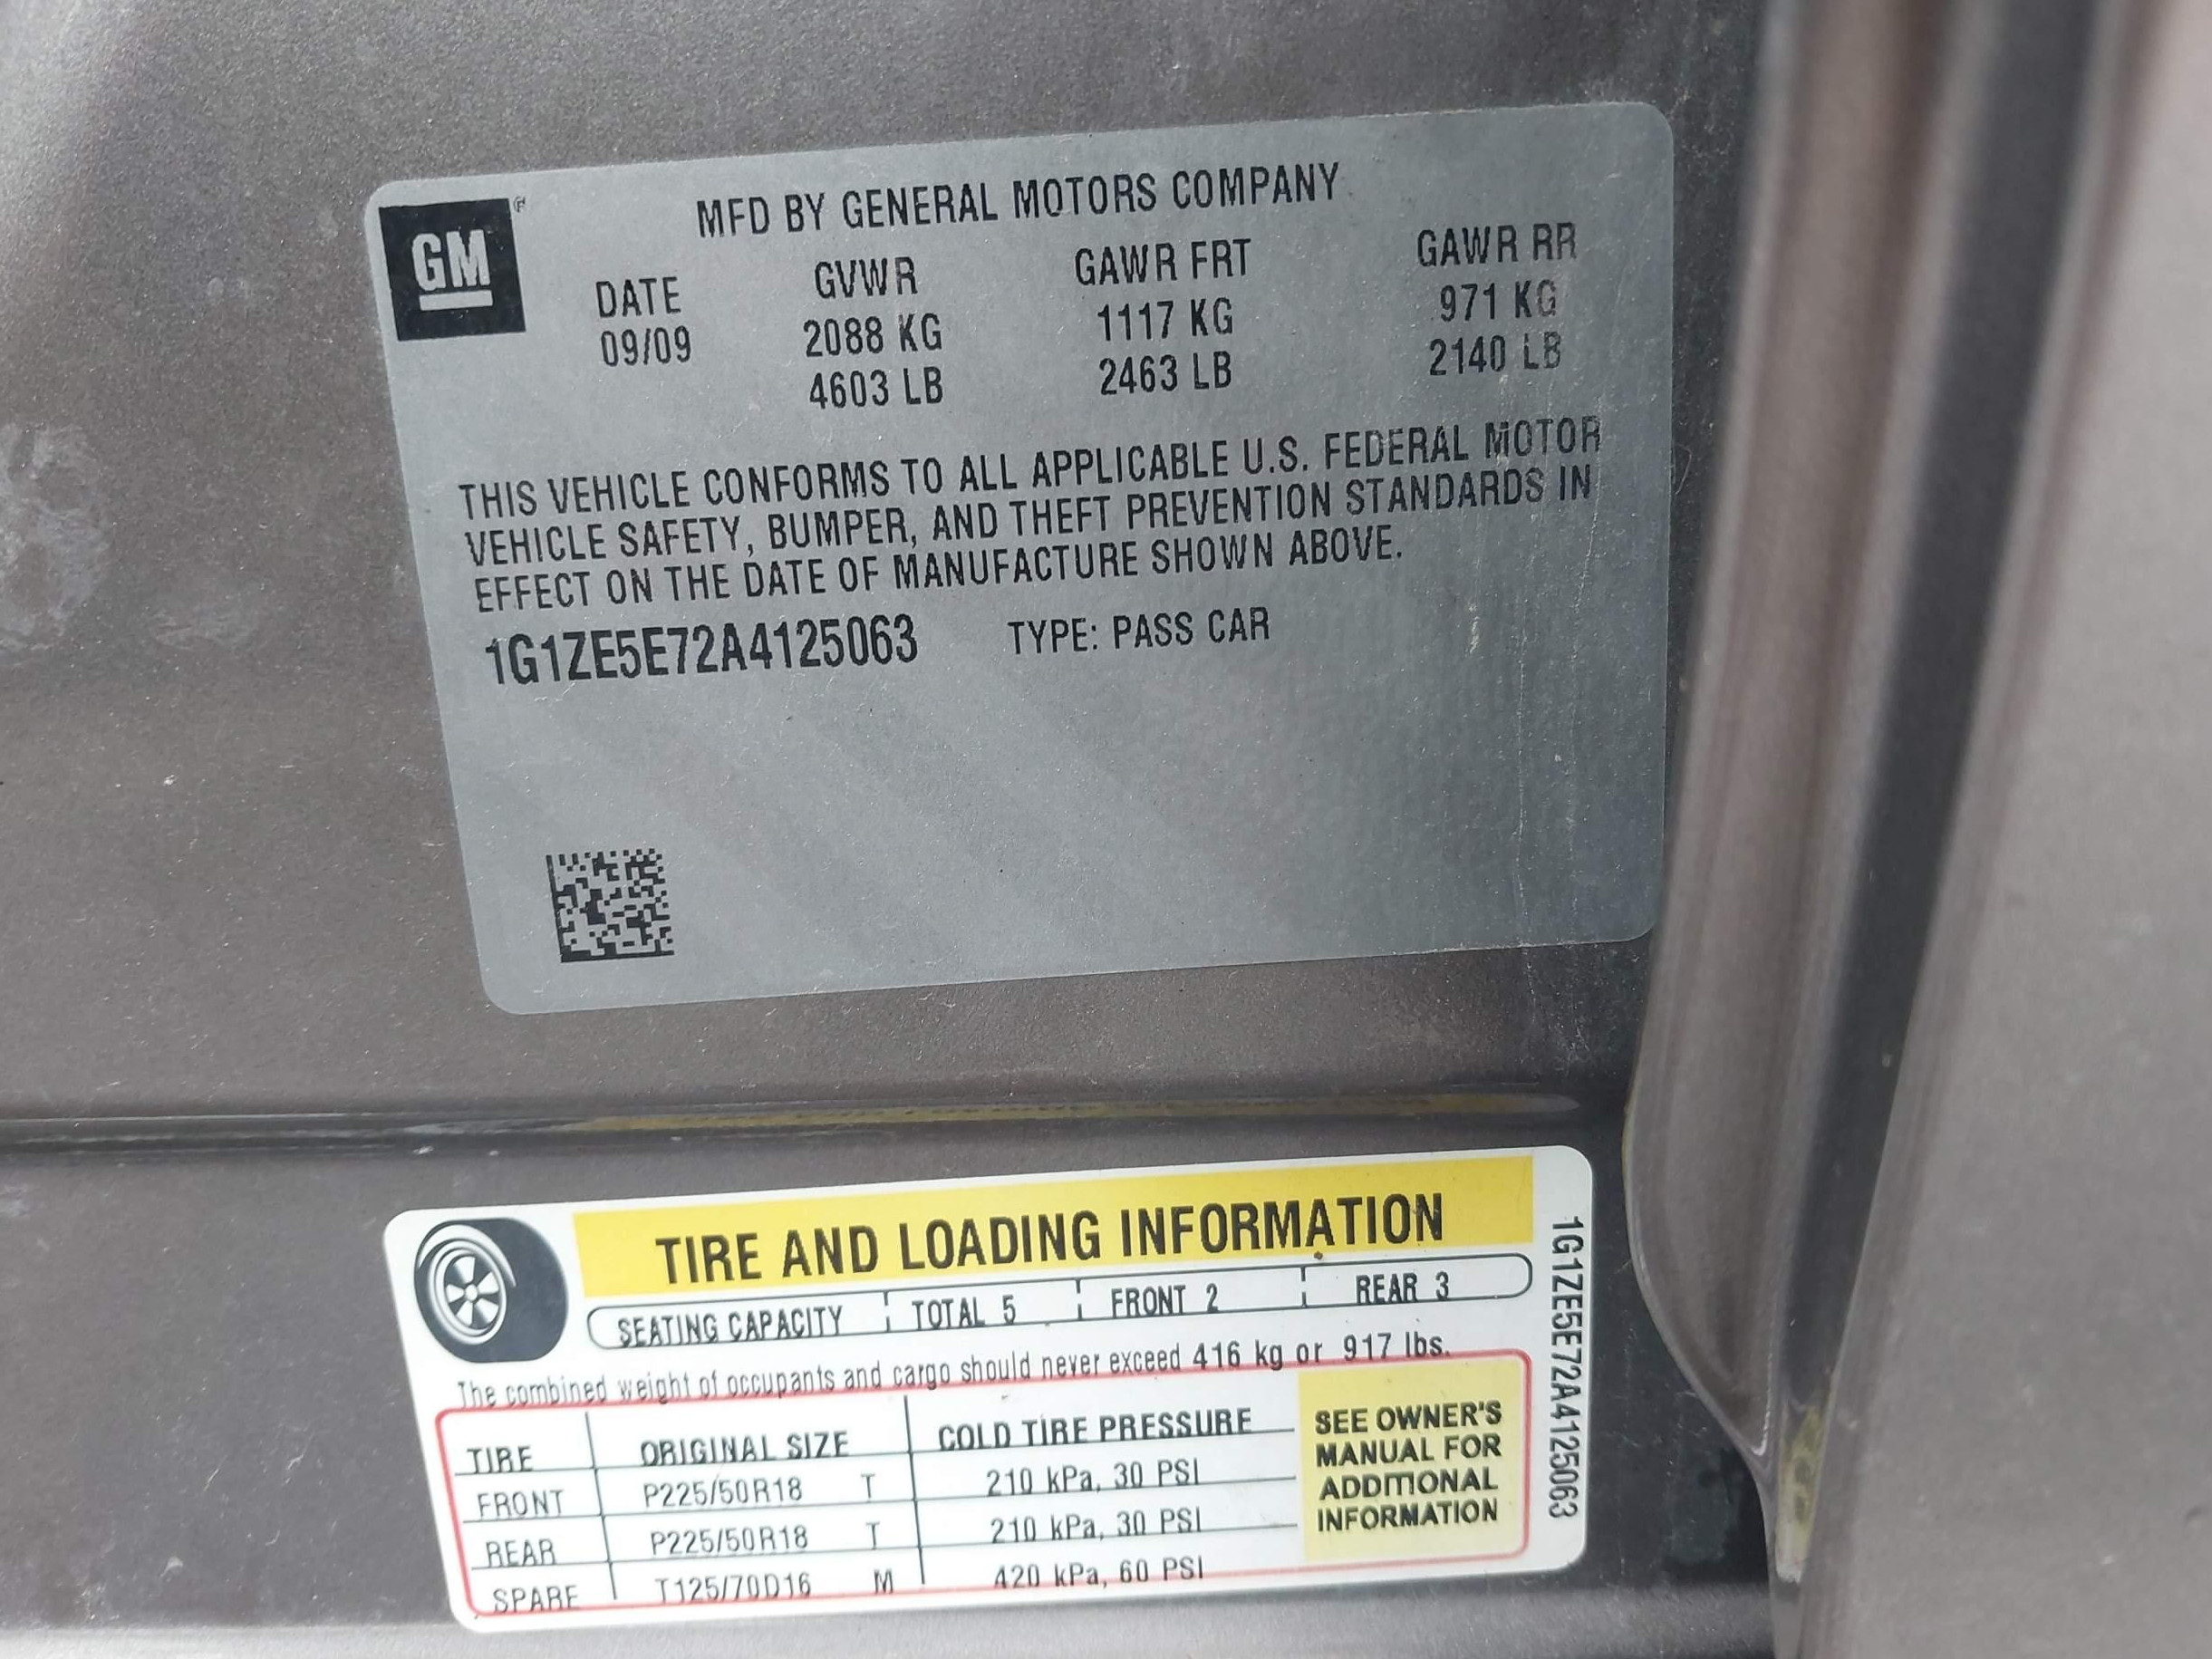 GM
MFD BY GENERAL MOTORS COMPANY
DATE GVWR GAWR FRT GAWR RR
09/09 2088 KG 1117 KG 971 KG
4603 LB 2463 LB 2140 LB
THIS VEHICLE CONFORMS TO ALL APPLICABLE U.S. FEDERAL MOTOR
VEHICLE SAFETY, BUMPER, AND THEFT PREVENTION STANDARDS IN
EFFECT ON THE DATE OF MANUFACTURE SHOWN ABOVE.
1G1ZE5E72A4125063 TYPE: PASS CAR
TIRE AND LOADING INFORMATION
SEATING CAPACITY TOTAL 5 FRONT 2 REAR 3
The combined weight of occupants and cargo should never exceed 416 kg or 917 lbs.
TIRE ORIGINAL SIZE COLD TIRE PRESSURE
FRONT P225/50R18 T 210 kPa, 30 PSI
REAR P225/50R18 T 210 kPa, 30 PSI
SPARE T125/70D16 M 420 kPa, 60 PSI
SEE OWNER'S
MANUAL FOR
ADDITIONAL
INFORMATION
1G1ZE5E72A4125063